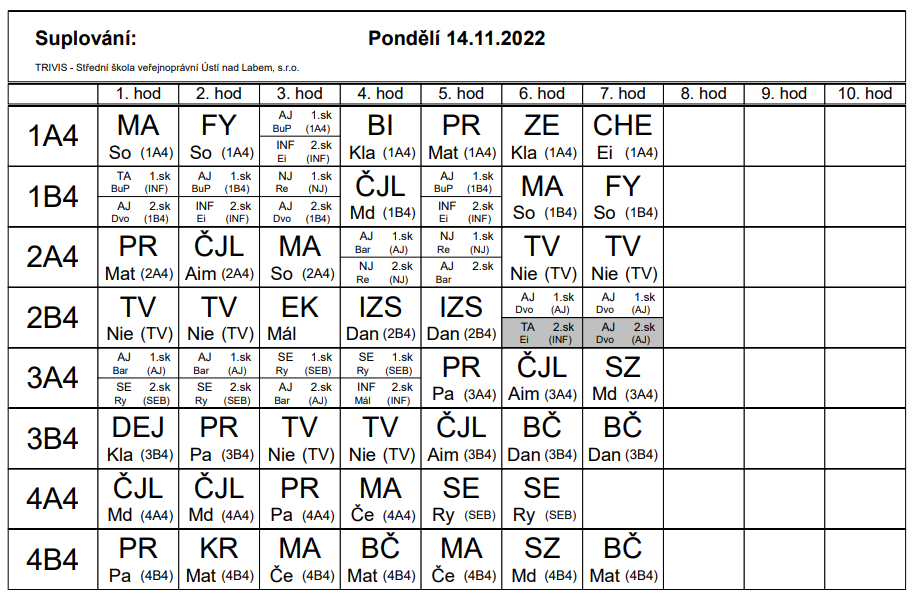 Suplování: Pondělí 14.11.2022
TRIVIS - Střední škola veřejnoprávní Ústí nad Labem, s.r.o.
1. hod 2. hod 3. hod 4. hod 5. hod 6. hod 7. hod 8. hod 9. hod 10. hod
1A4
MA
So (1A4)
FY
So (1A4)
AJ 1.sk
BuP (1A4)
INF 2.sk
Ei (INF)
BI
Kla (1A4)
PR
Mat (1A4)
ZE
Kla (1A4)
CHE
Ei (1A4)
1B4
TA 1.sk
BuP (INF)
AJ 2.sk
Dvo (1B4)
AJ 1.sk
BuP (1B4)
INF 2.sk
Ei (INF)
NJ 1.sk
Re (NJ)
AJ 2.sk
Dvo (1B4)
ČJL
Md (1B4)
AJ 1.sk
BuP (1B4)
INF 2.sk
Ei (INF)
MA
So (1B4)
FY
So (1B4)
2A4
PR
Mat (2A4)
ČJL
Aim (2A4)
MA
So (2A4)
AJ 1.sk
Bar (AJ)
NJ 2.sk
Re (NJ)
NJ 1.sk
Re (NJ)
AJ 2.sk
Bar
TV
Nie (TV)
TV
Nie (TV)
2B4
TV
Nie (TV)
TV
Nie (TV)
EK
Mál
IZS
Dan (2B4)
IZS
Dan (2B4)
AJ 1.sk
Dvo (AJ)
TA 2.sk
Ei (INF)
AJ 1.sk
Dvo (AJ)
AJ 2.sk
Dvo (AJ)
3A4
AJ 1.sk
Bar (AJ)
SE 2.sk
Ry (SEB)
AJ 1.sk
Bar (AJ)
SE 2.sk
Ry (SEB)
SE 1.sk
Ry (SEB)
AJ 2.sk
Bar (AJ)
SE 1.sk
Ry (SEB)
INF 2.sk
Mál (INF)
PR
Pa (3A4)
ČJL
Aim (3A4)
SZ
Md (3A4)
3B4
DEJ
Kla (3B4)
PR
Pa (3B4)
TV
Nie (TV)
TV
Nie (TV)
ČJL
Aim (3B4)
BČ
Dan (3B4)
BČ
Dan (3B4)
4A4
ČJL
Md (4A4)
ČJL
Md (4A4)
PR
Pa (4A4)
MA
Če (4A4)
SE
Ry (SEB)
SE
Ry (SEB)
4B4
PR
Pa (4B4)
KR
Mat (4B4)
MA
Če (4B4)
BČ
Mat (4B4)
MA
Če (4B4)
SZ
Md (4B4)
BČ
Mat (4B4)